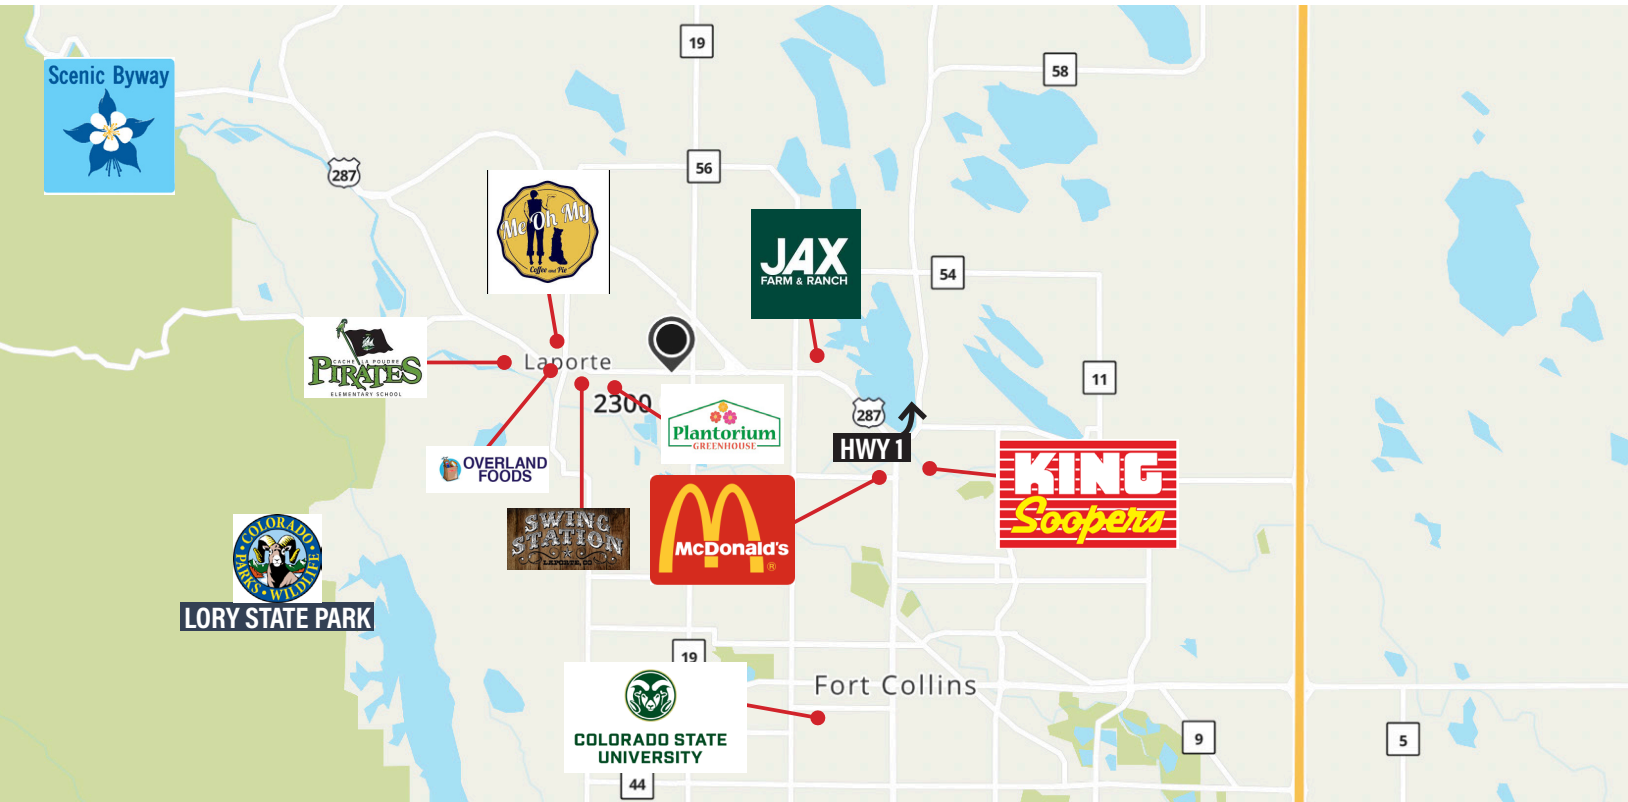 19
58
Scenic Byway
287
56
Me Oh My
Coffee and Pie
JAX
FARM & RANCH
54
CACHE LA POUDRE
PIRATES
ELEMENTARY SCHOOL
Laporte
11
2300
287
Plantorium
GREENHOUSE
HWY 1
OVERLAND
FOODS
KING
Soopers
SWING
STATION
LAPORTE, CO
McDonald's
®
COLORADO
PARKS • WILDLIFE
LORY STATE PARK
19
Fort Collins
COLORADO STATE
UNIVERSITY
9
5
44